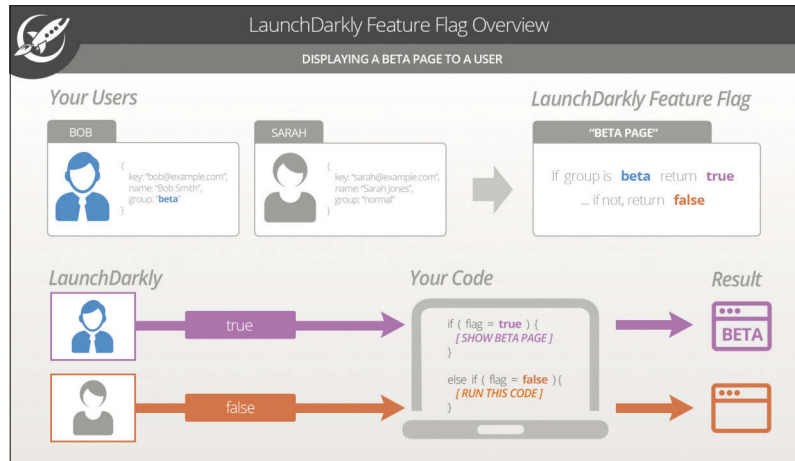 LaunchDarkly Feature Flag Overview
DISPLAYING A BETA PAGE TO A USER
Your Users
LaunchDarkly Feature Flag
BOB
{
key: "bob@example.com",
name: "Bob Smith",
group: "beta"
}
SARAH
{
key: "sarah@example.com",
name: "Sarah Jones",
group: "normal"
}
"BETA PAGE"
If group is beta return true
... if not, return false
LaunchDarkly
Your Code
Result
true
false
if ( flag = true ) {
[ SHOW BETA PAGE ]
}
else if ( flag = false ){
[ RUN THIS CODE ]
}
BETA